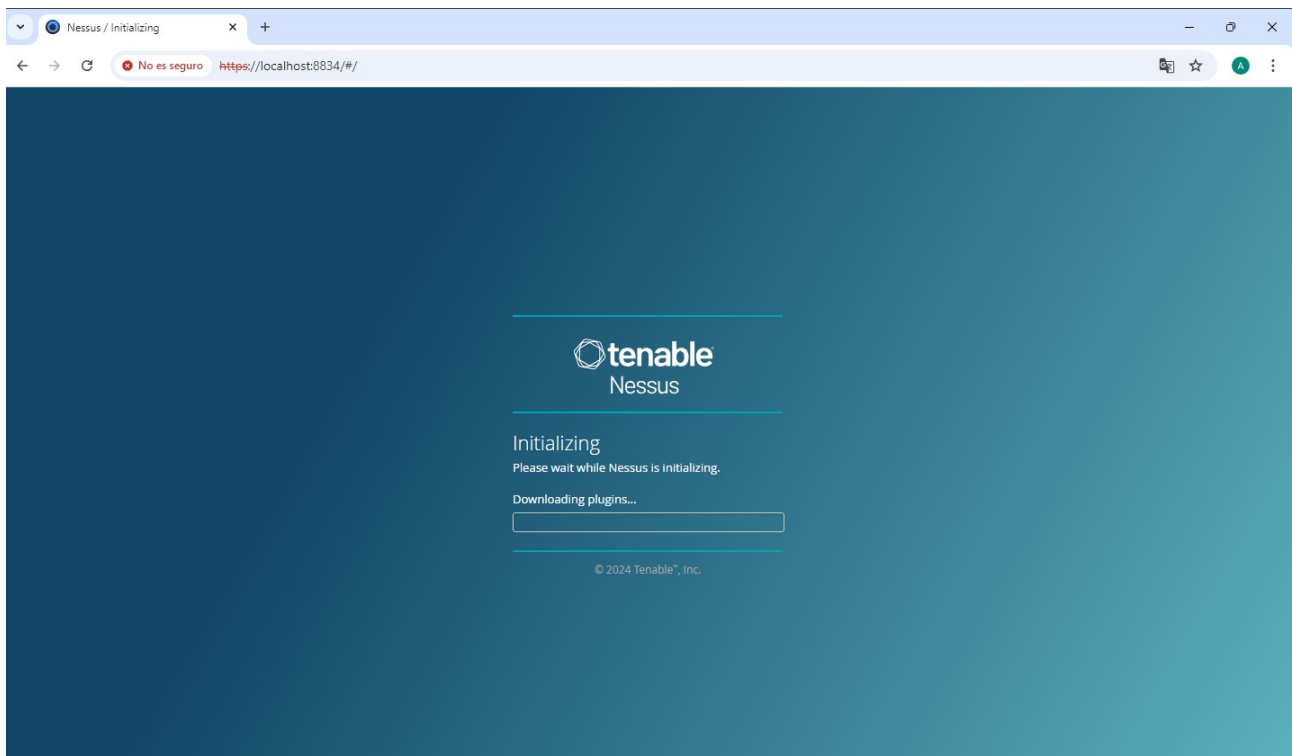 Nessus / Initializing
No es seguro https://localhost:8834/#/
A
tenable
Nessus
Initializing
Please wait while Nessus is initializing.
Downloading plugins...
© 2024 Tenable™, Inc.